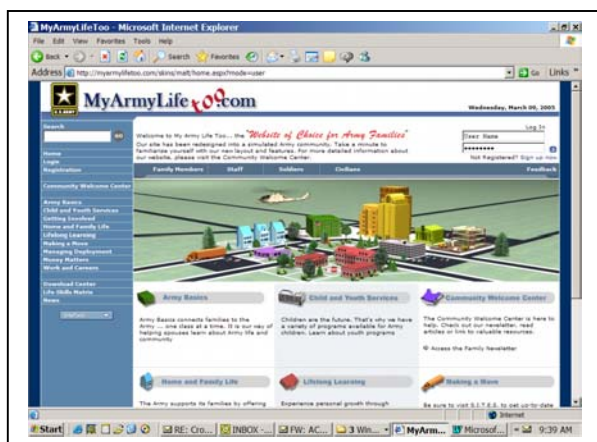 MyArmyLifeToo - Microsoft Internet Explorer
File Edit View Favorites Tools Help
Back Search Favorites
Address http://myarmylifetoo.com/skins/malt/home.aspx?mode=user Go Links »
MyArmyLife too.com
Wednesday, March 09, 2005
Search
GO
Home
Login
Registration
Community Welcome Center
Army Basics
Child and Youth Services
Getting Involved
Home and Family Life
Lifelong Learning
Making a Move
Managing Deployment
Money Matters
Work and Careers
Download Center
Life Skills Matrix
News
Welcome to My Army Life Too... the "Website of Choice for Army Families"
Our site has been redesigned into a simulated Army community. Take a minute to
familiarize yourself with our new layout and features. For more detailed information about
our website, please visit the Community Welcome Center.
Log In
User Name
********
Not Registered? Sign up now
Family Members Staff Soldiers Civilians Feedback
Army Basics
Army Basics connects families to the
Army ... one class at a time. It is our way of
helping spouses learn about Army life and
community
Child and Youth Services
Children are the future. That's why we have
a variety of programs available for Army
children. Learn about youth programs
Community Welcome Center
The Community Welcome Center is here to
help. Check out our newsletter, read
articles or link to valuable resources.
Access the Family Newsletter
Home and Family Life
The Army supports its families by offering
Lifelong Learning
Experience personal growth through
Making a Move
Be sure to visit S.I.T.E.S. to get up-to-date
Internet
Start RE: Cro... INBOX -... FW: AC... 3 Win... MyArm... Microsof... 9:39 AM